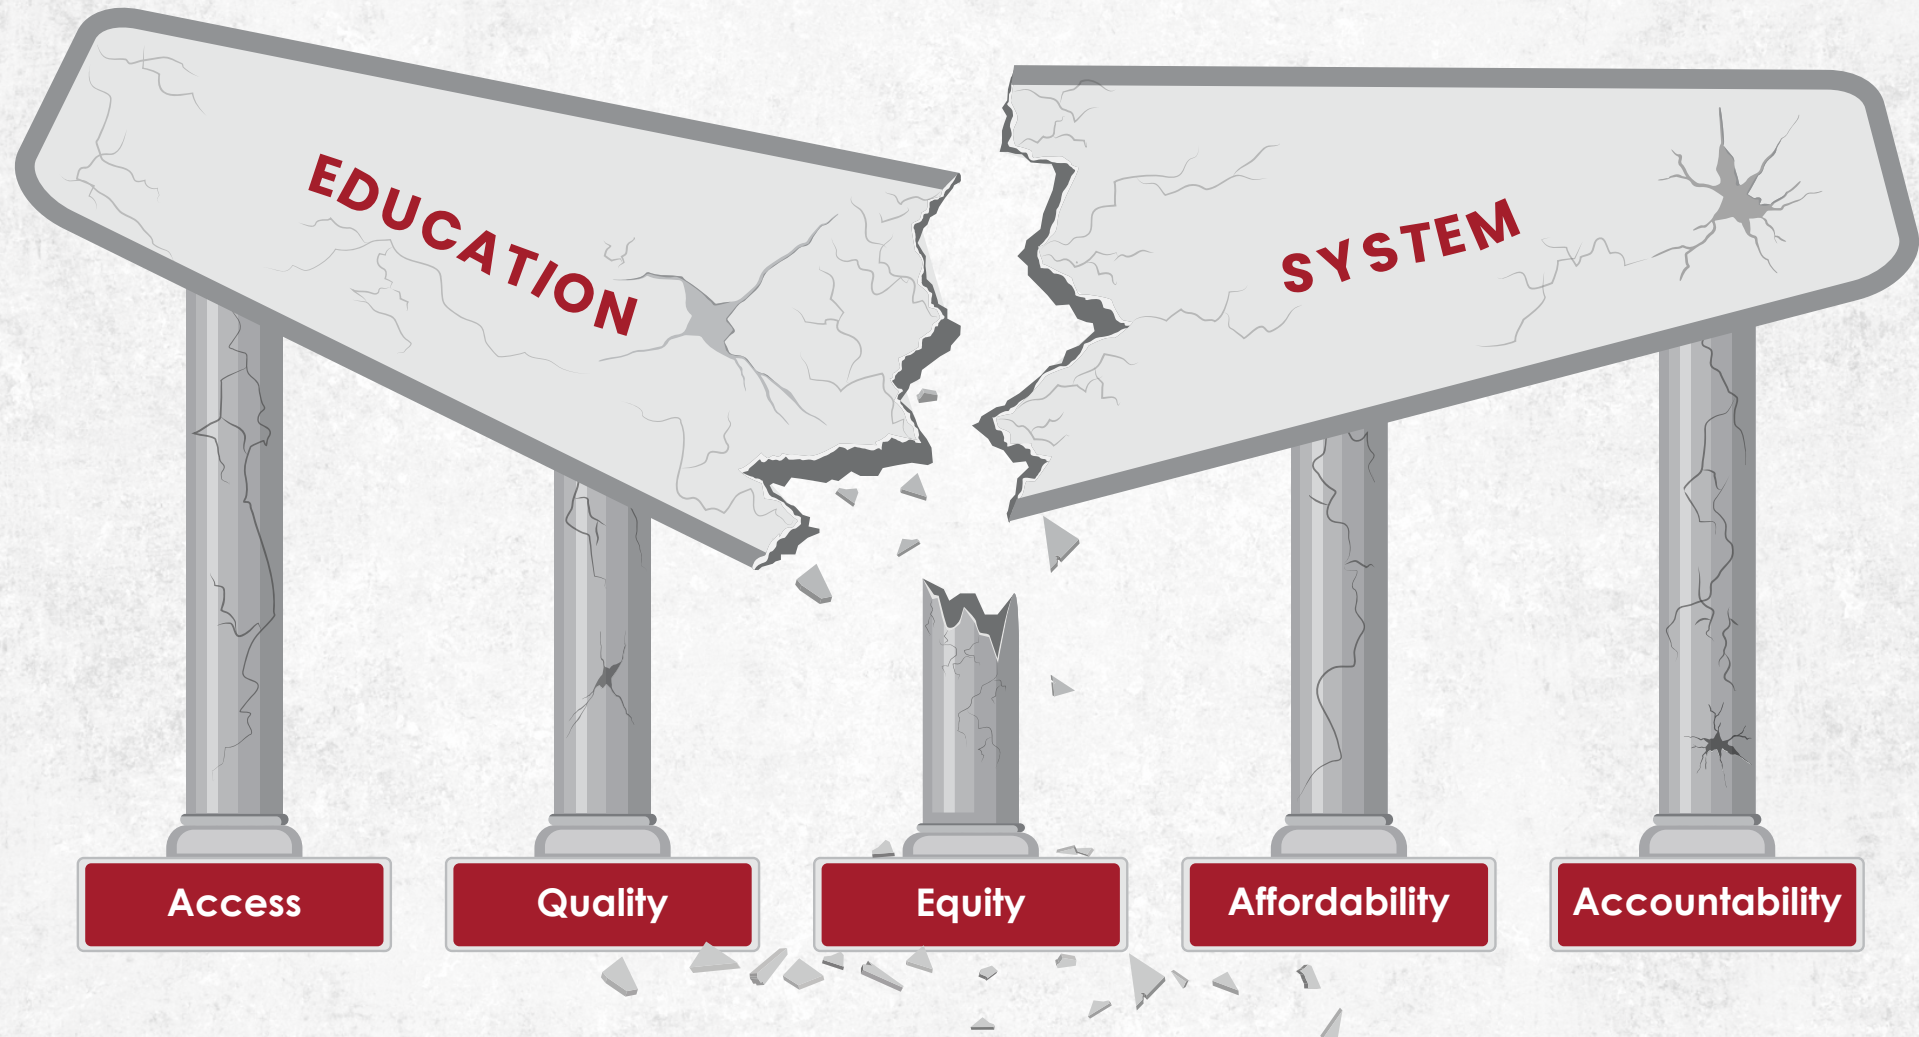 EDUCATION
SYSTEM
Access
Quality
Equity
Affordability
Accountability